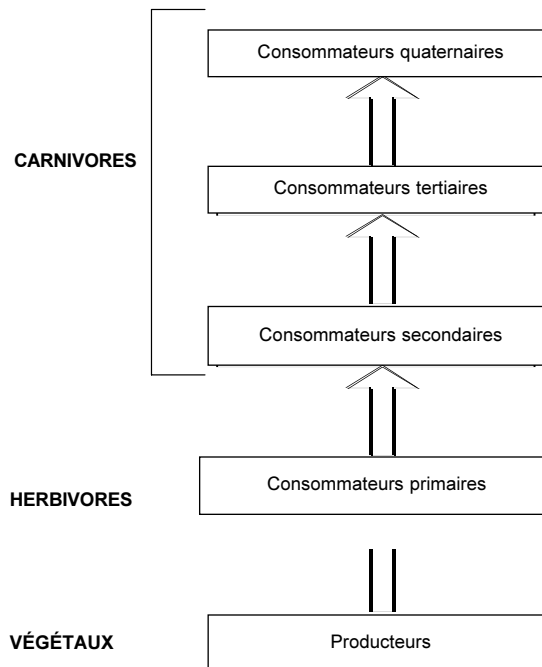 Consommateurs quaternaires
CARNIVORES
Consommateurs tertiaires
Consommateurs secondaires
Consommateurs primaires
HERBIVORES
VÉGÉTAUX
Producteurs